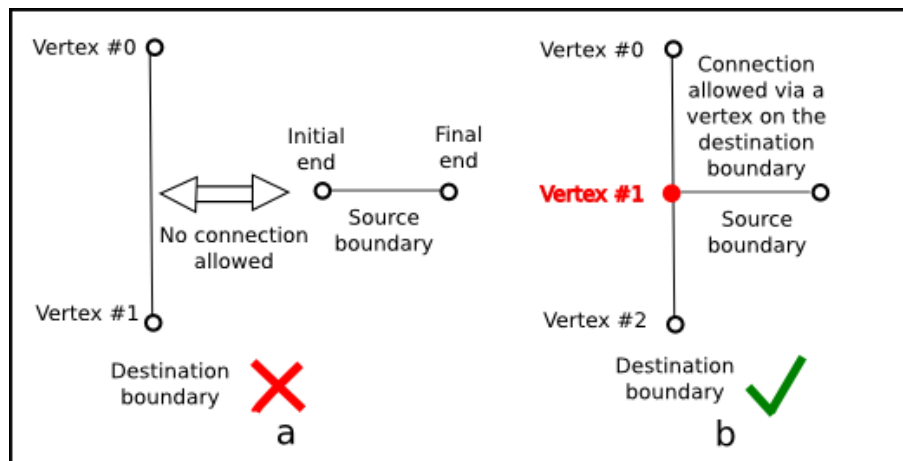 Vertex #0
Initial
end
Final
end
No connection
allowed
Source
boundary
Vertex #1
Destination
boundary
a
Vertex #0
Connection
allowed via a
vertex on the
destination
boundary
Vertex #1
Source
boundary
Vertex #2
Destination
boundary
b